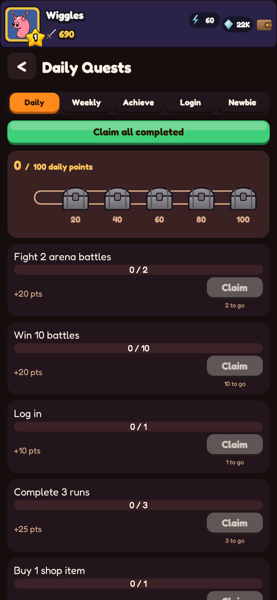 Wiggles
1
690
60
22K
<
Daily Quests
Daily
Weekly
Achieve
Login
Newbie
Claim all completed
0 / 100 daily points
20
40
60
80
100
Fight 2 arena battles
0 / 2
+20 pts
Claim
2 to go
Win 10 battles
0 / 10
+20 pts
Claim
10 to go
Log in
0 / 1
+10 pts
Claim
1 to go
Complete 3 runs
0 / 3
+25 pts
Claim
3 to go
Buy 1 shop item
0 / 1
Claim